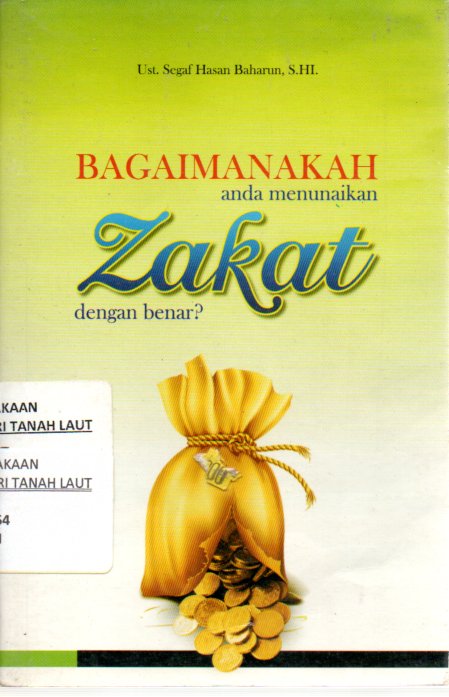 Ust. Segaf Hasan Baharun, S.HI.
BAGAIMANAKAH
anda menunaikan
Zakat
dengan benar?
AKAAN
RI TANAH LAUT
AKAAN
RI TANAH LAUT
64